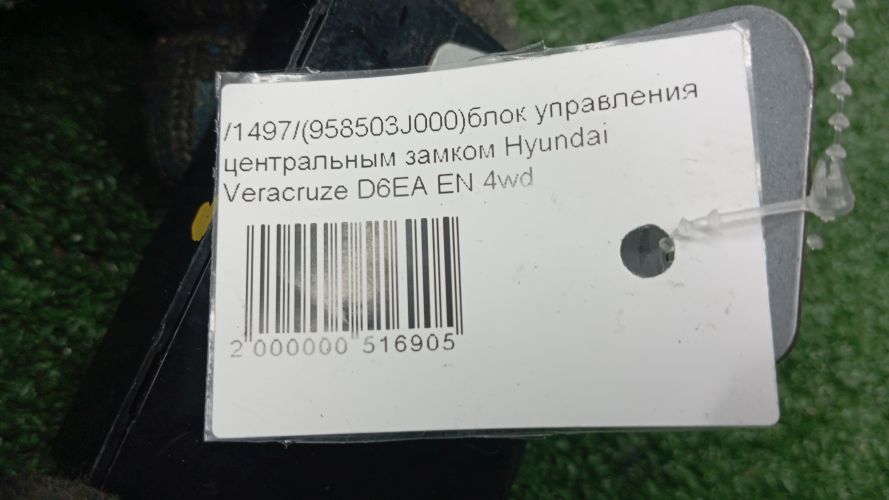 /1497/(958503J000)блок управления
центральным замком Hyundai
Veracruze D6EA EN 4wd
2 000000 516905